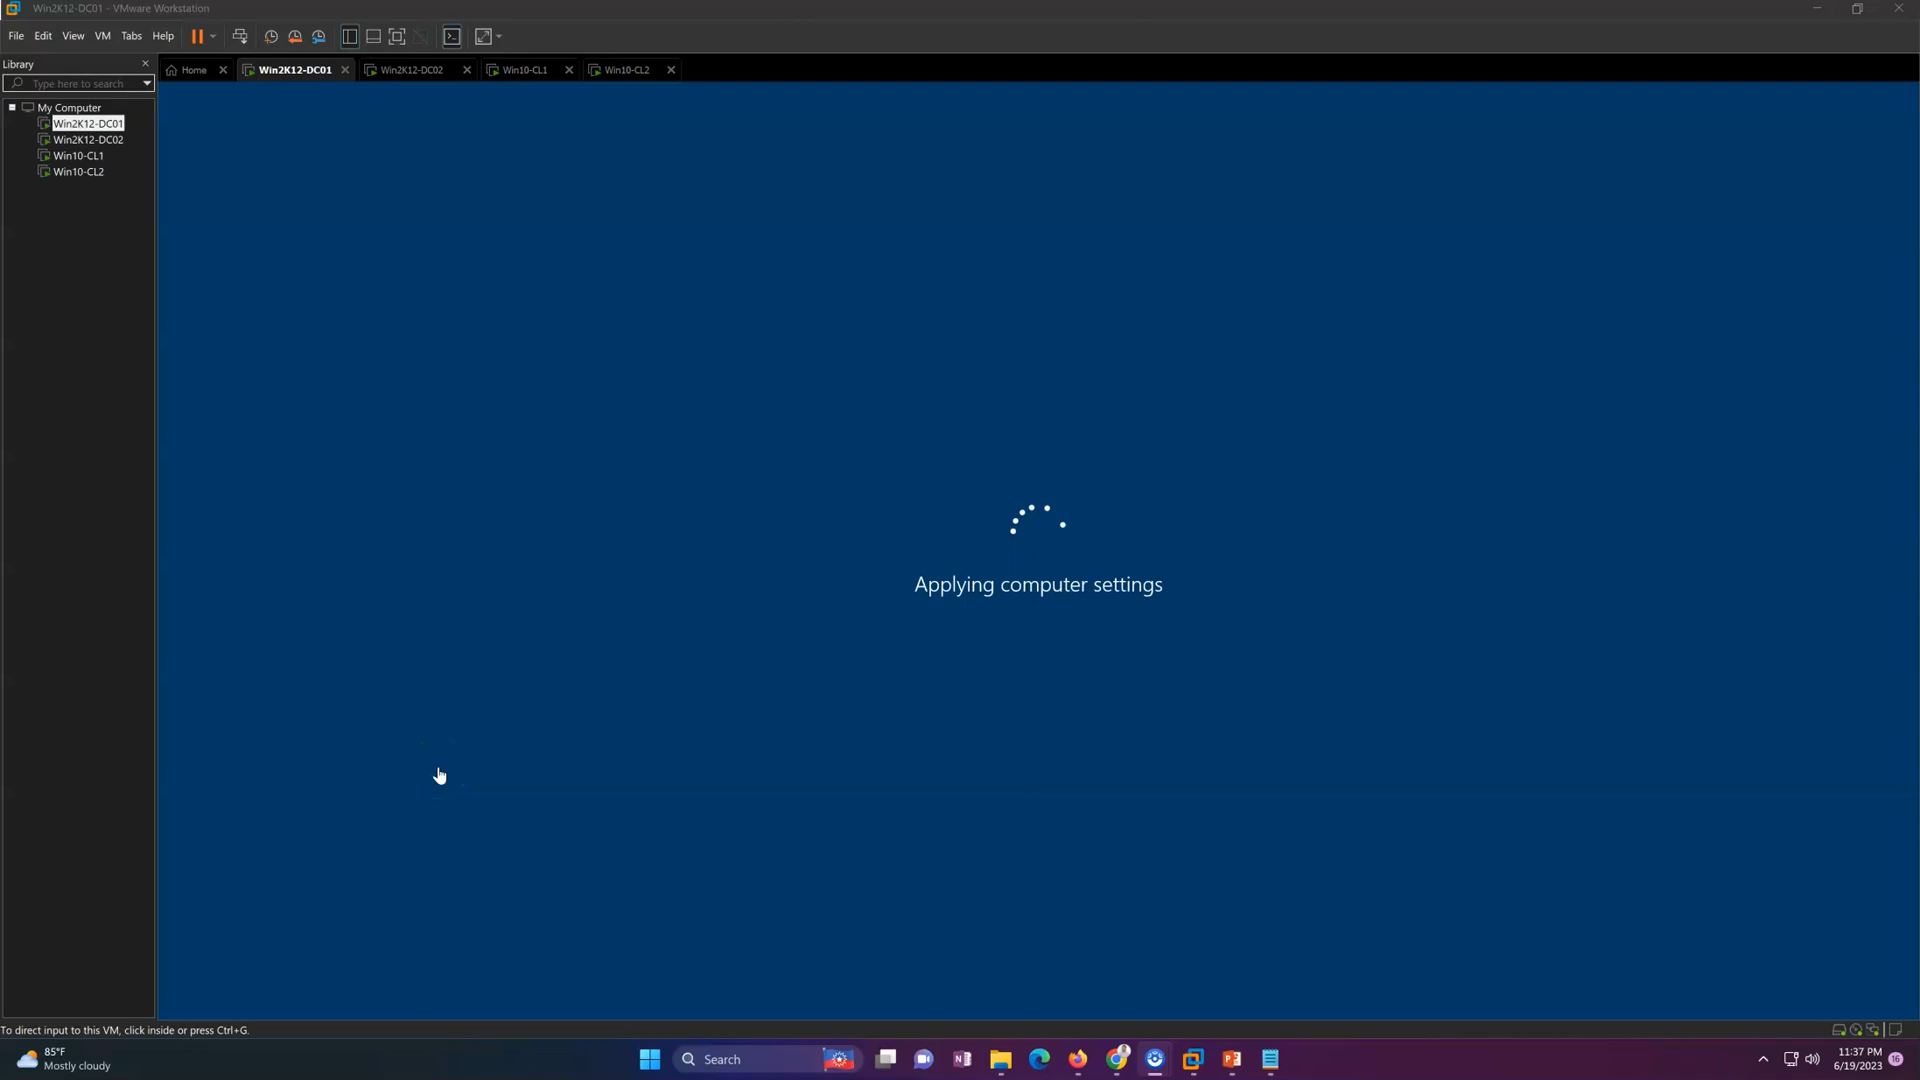 Win2K12-DC01 - VMware Workstation
File Edit View VM Tabs Help
Library
Type here to search
Home Win2K12-DC01 Win2K12-DC02 Win10-CL1 Win10-CL2
My Computer
Win2K12-DC01
Win2K12-DC02
Win10-CL1
Win10-CL2
Applying computer settings
To direct input to this VM, click inside or press Ctrl+G.
85°F
Mostly cloudy
Search
11:37 PM
6/19/2023
16